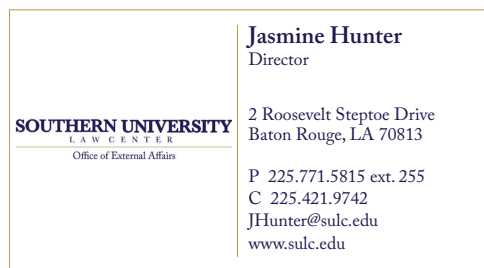 SOUTHERN UNIVERSITY
LAW CENTER
Office of External Affairs
Jasmine Hunter
Director
2 Roosevelt Steptoe Drive
Baton Rouge, LA 70813
P 225.771.5815 ext. 255
C 225.421.9742
JHunter@sulc.edu
www.sulc.edu